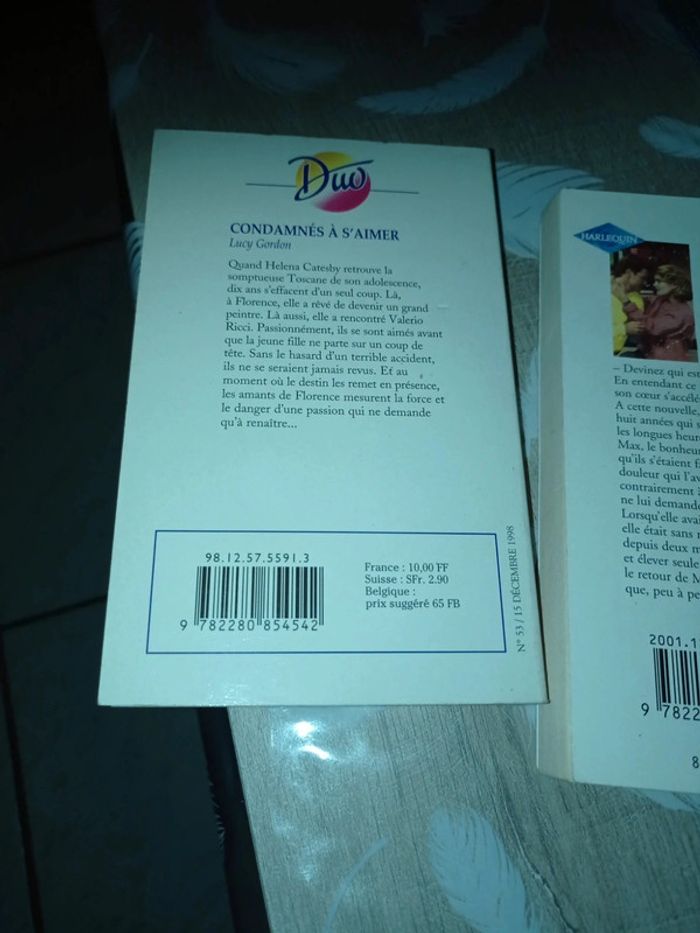 Duo
CONDAMNÉS À S'AIMER
Lucy Gordon
Quand Helena Catesby retrouve la
somptueuse Toscane de son adolescence,
dix ans s'effacent d'un seul coup. Là,
à Florence, elle a rêvé de devenir un grand
peintre. Là aussi, elle a rencontré Valerio
Ricci. Passionnément, ils se sont aimés avant
que la jeune fille ne parte sur un coup de
tête. Sans le hasard d'un terrible accident,
ils ne se seraient jamais revus. Et au
moment où le destin les remet en présence,
les amants de Florence mesurent la force et
le danger d'une passion qui ne demande
qu'à renaître...
98.12.57.5591.3
9 782280 854542
France : 10,00 FF
Suisse : SFr. 2.90
Belgique :
prix suggéré 65 FB
N° 53 / 15 DÉCEMBRE 1998
HARLEQUIN
– Devinez qui est
En entendant ce
son cœur s'accélé
A cette nouvelle,
huit années qui s
les longues heur
Max, le bonheur
qu'ils s'étaient f
douleur qui l'av
contrairement
ne lui demand
Lorsqu'elle avai
elle était sans
depuis deux
et élever seule
le retour de M
que, peu à pe
2001.1
9 7822
8